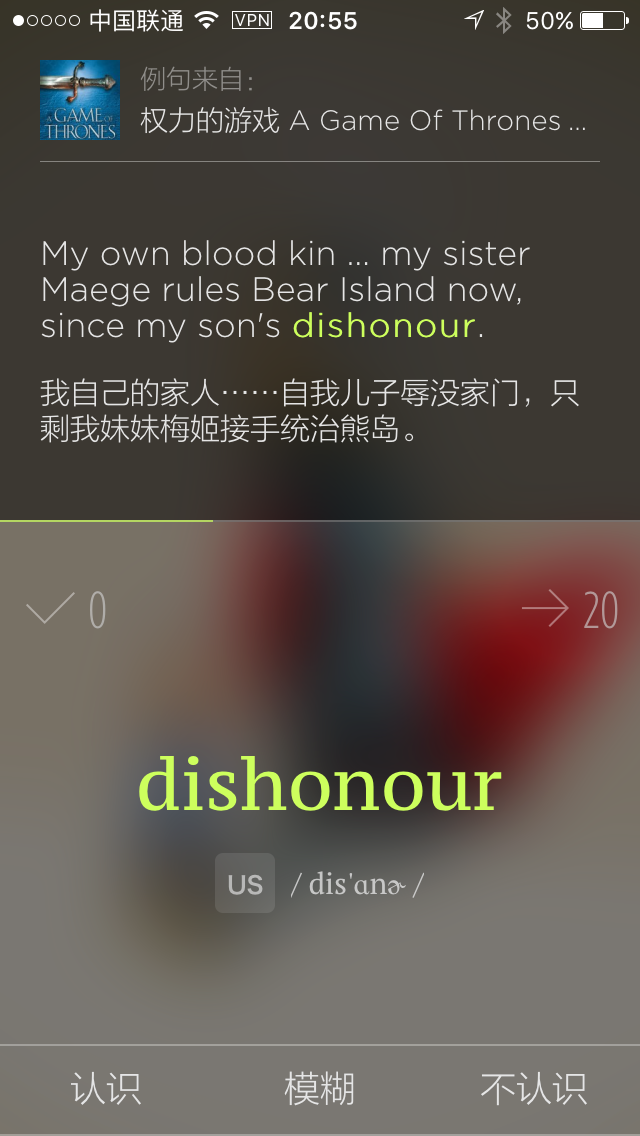 中国联通 VPN 20:55 50%
例句来自:
权力的游戏 A Game Of Thrones ...
A GAME OF
THRONES
My own blood kin ... my sister
Maege rules Bear Island now,
since my son's dishonour.
我自己的家人……自我儿子辱没家门，只
剩我妹妹梅姬接手统治熊岛。
0 20
dishonour
US / dis'ɑnɚ /
认识 模糊 不认识